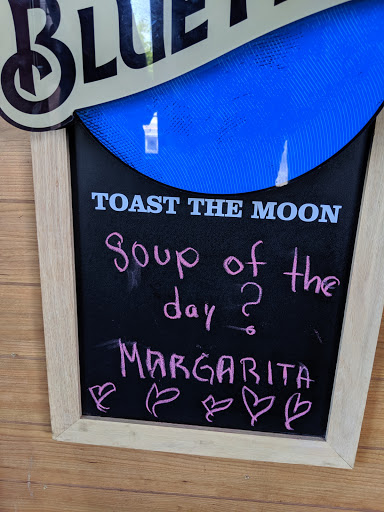 BLUE M
TOAST THE MOON
Soup of the
day ?
MARGARITA